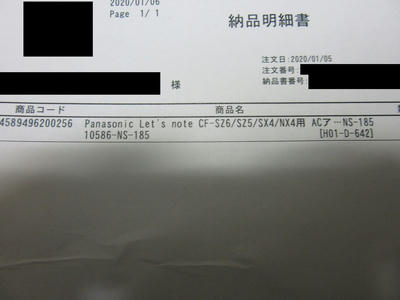 2020/01/06
Page 1/ 1
納品明細書
注文日:2020/01/05
注文番号:
納品書番号:
様
商品コード 商品名
4589496200256 Panasonic Let's note CF-SZ6/SZ5/SX4/NX4用 ACア…NS-185
10586-NS-185 [H01-D-642]